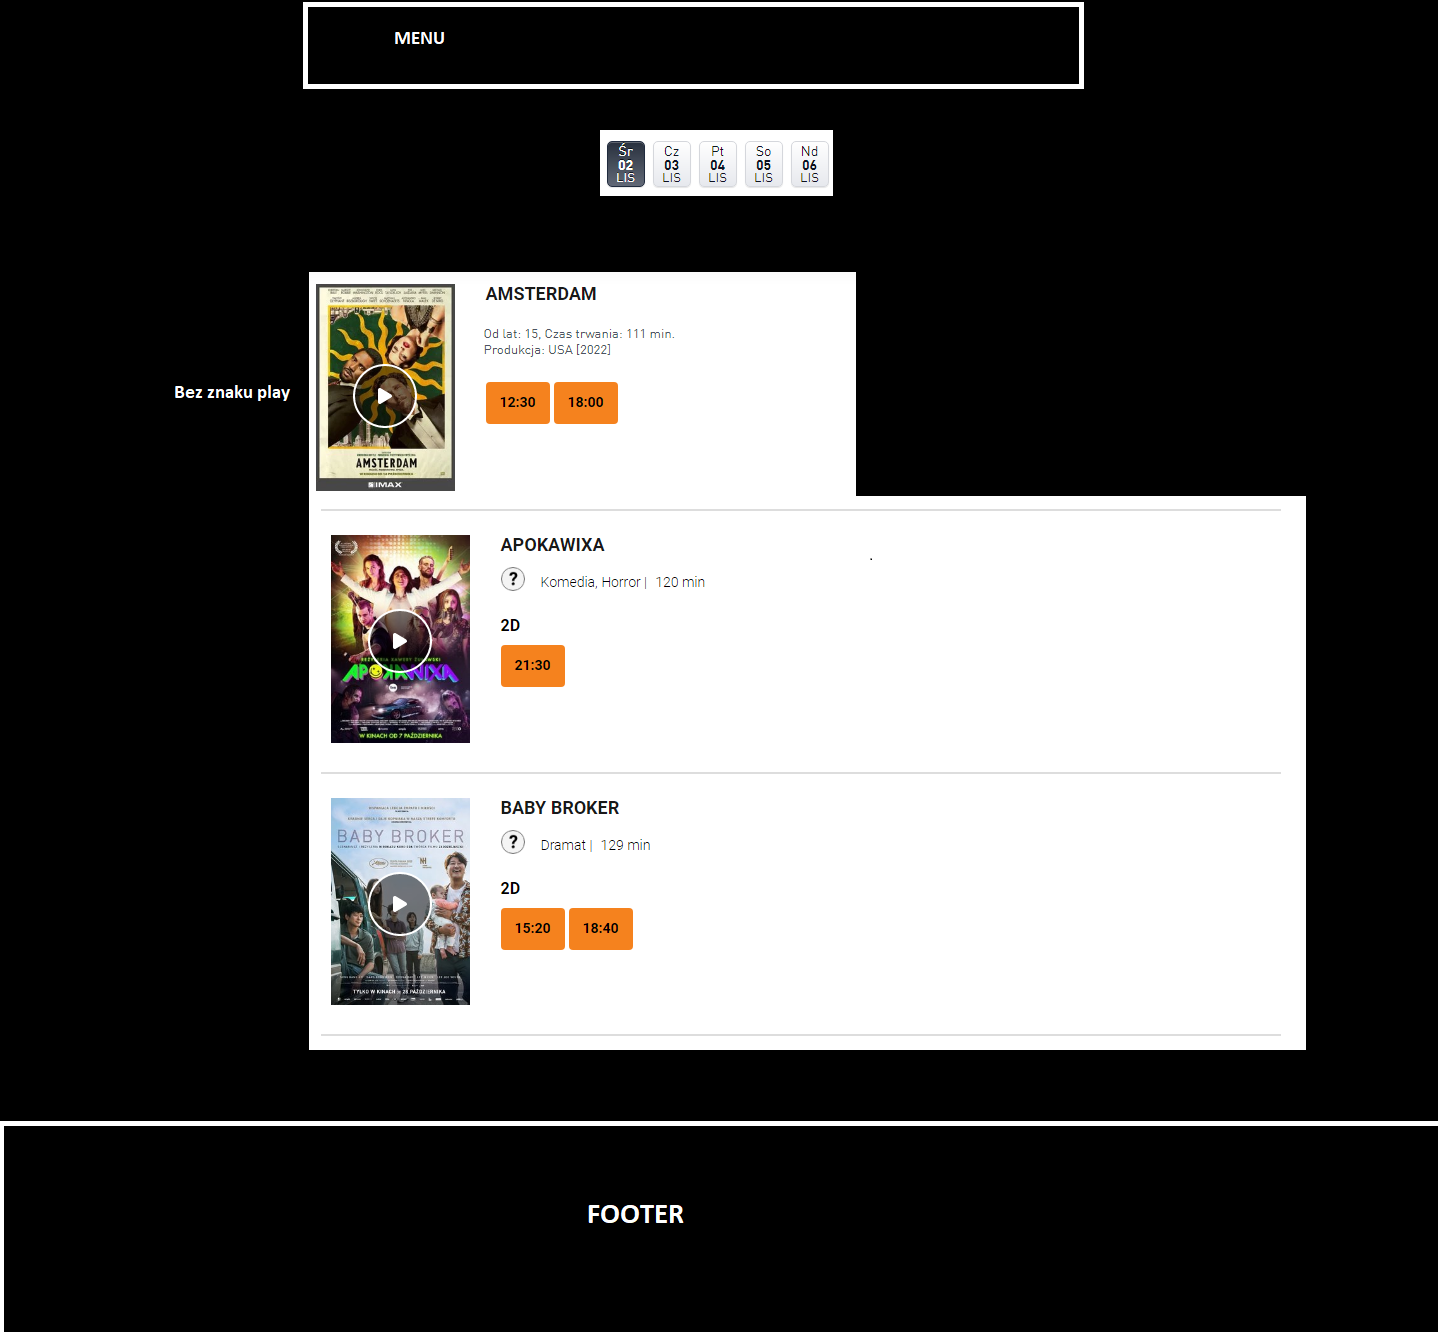 MENU
Śr Cz Pt So Nd
02 03 04 05 06
LIS LIS LIS LIS LIS
AMSTERDAM
Od lat: 15, Czas trwania: 111 min.
Produkcja: USA [2022]
Bez znaku play
12:30 18:00
AMSTERDAM
IMAX
APOKAWIXA
? Komedia, Horror | 120 min
2D
21:30
APOKAWIXA
W KINACH OD 7 PAŹDZIERNIKA
BABY BROKER
BABY BROKER
? Dramat | 129 min
2D
15:20 18:40
TYLKO W KINACH
FOOTER